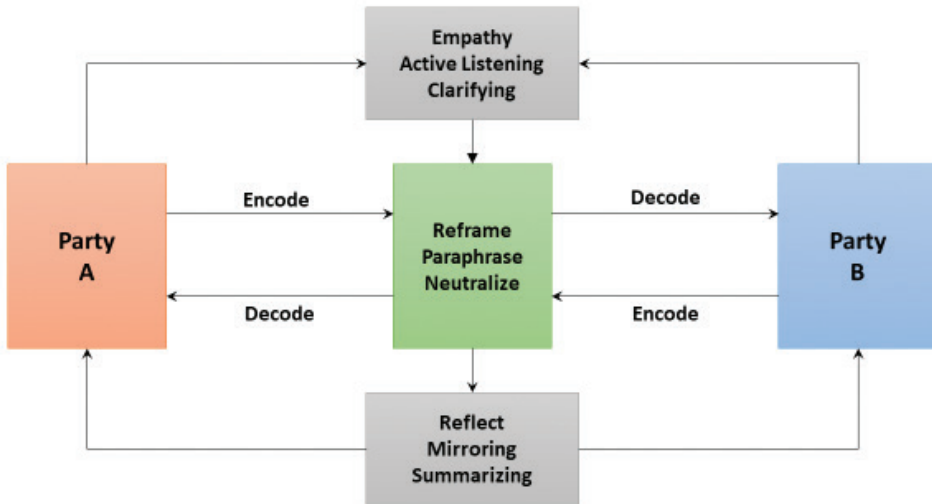 Empathy
Active Listening
Clarifying
Encode
Decode
Party
A
Reframe
Paraphrase
Neutralize
Party
B
Decode
Encode
Reflect
Mirroring
Summarizing